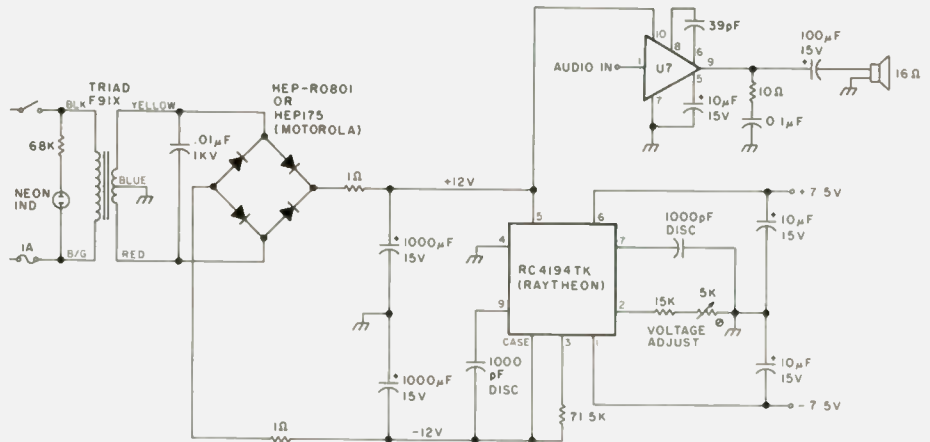 TRIAD
F91X
BLK
YELLOW
68K
.01µF
1KV
NEON
IND
BLUE
1A
B/G
RED
HEP-RO801
OR
HEP175
(MOTOROLA)
1Ω
+12V
+
1000µF
15V
+
1000µF
15V
1Ω
-12V
AUDIO IN
1
U7
10
8
6
9
5
7
39pF
+
10µF
15V
10Ω
0.1µF
100µF
15V
+
16Ω
5
6
4
7
RC4194TK
(RAYTHEON)
9
2
CASE
3
1
1000
pF
DISC
71.5K
1000pF
DISC
15K
5K
VOLTAGE
ADJUST
+7.5V
+
10µF
15V
+
10µF
15V
-7.5V